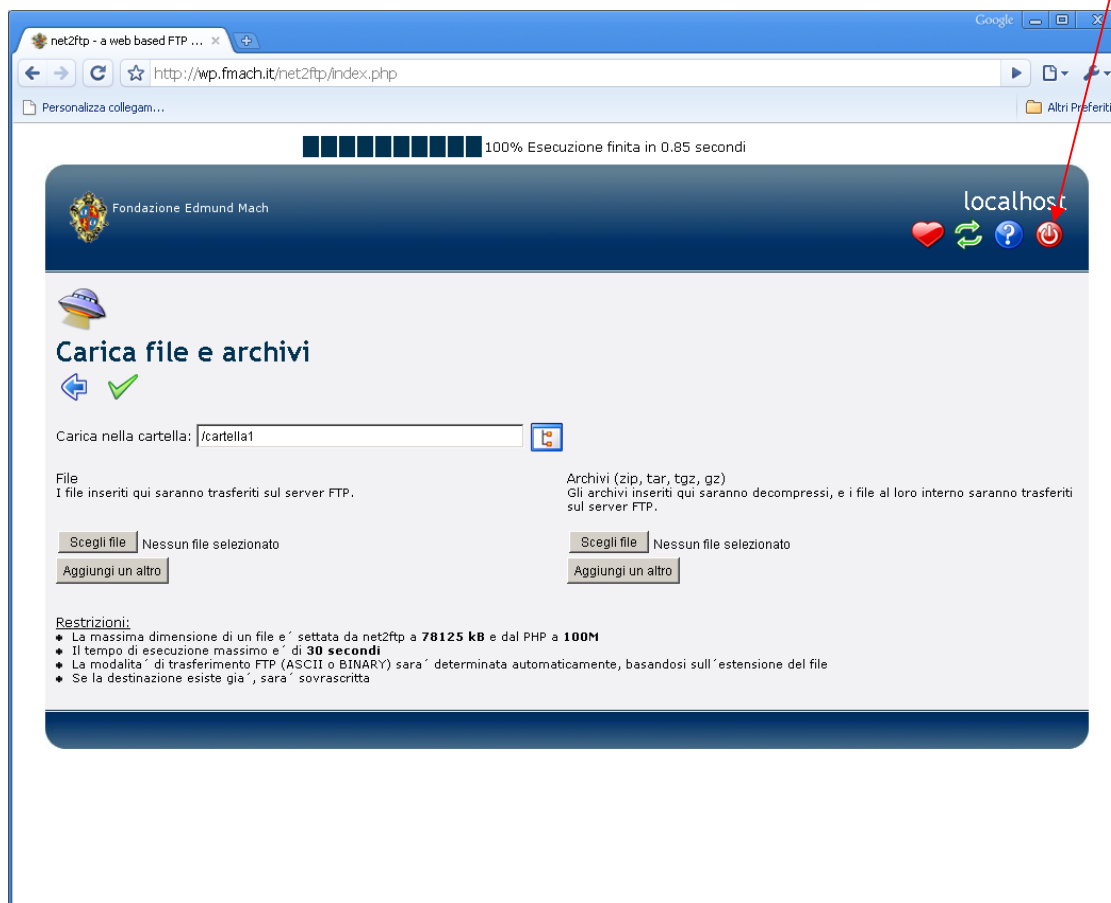 Google
net2ftp - a web based FTP ...
http://wp.fmach.it/net2ftp/index.php
Personalizza collegam...
Altri Preferiti
100% Esecuzione finita in 0.85 secondi
Fondazione Edmund Mach
localhost
Carica file e archivi
Carica nella cartella: /cartella1
File
I file inseriti qui saranno trasferiti sul server FTP.
Scegli file Nessun file selezionato
Aggiungi un altro
Archivi (zip, tar, tgz, gz)
Gli archivi inseriti qui saranno decompressi, e i file al loro interno saranno trasferiti
sul server FTP.
Scegli file Nessun file selezionato
Aggiungi un altro
Restrizioni:
La massima dimensione di un file e´ settata da net2ftp a 78125 kB e dal PHP a 100M
Il tempo di esecuzione massimo e´ di 30 secondi
La modalita´ di trasferimento FTP (ASCII o BINARY) sara´ determinata automaticamente, basandosi sull´estensione del file
Se la destinazione esiste gia´, sara´ sovrascritta